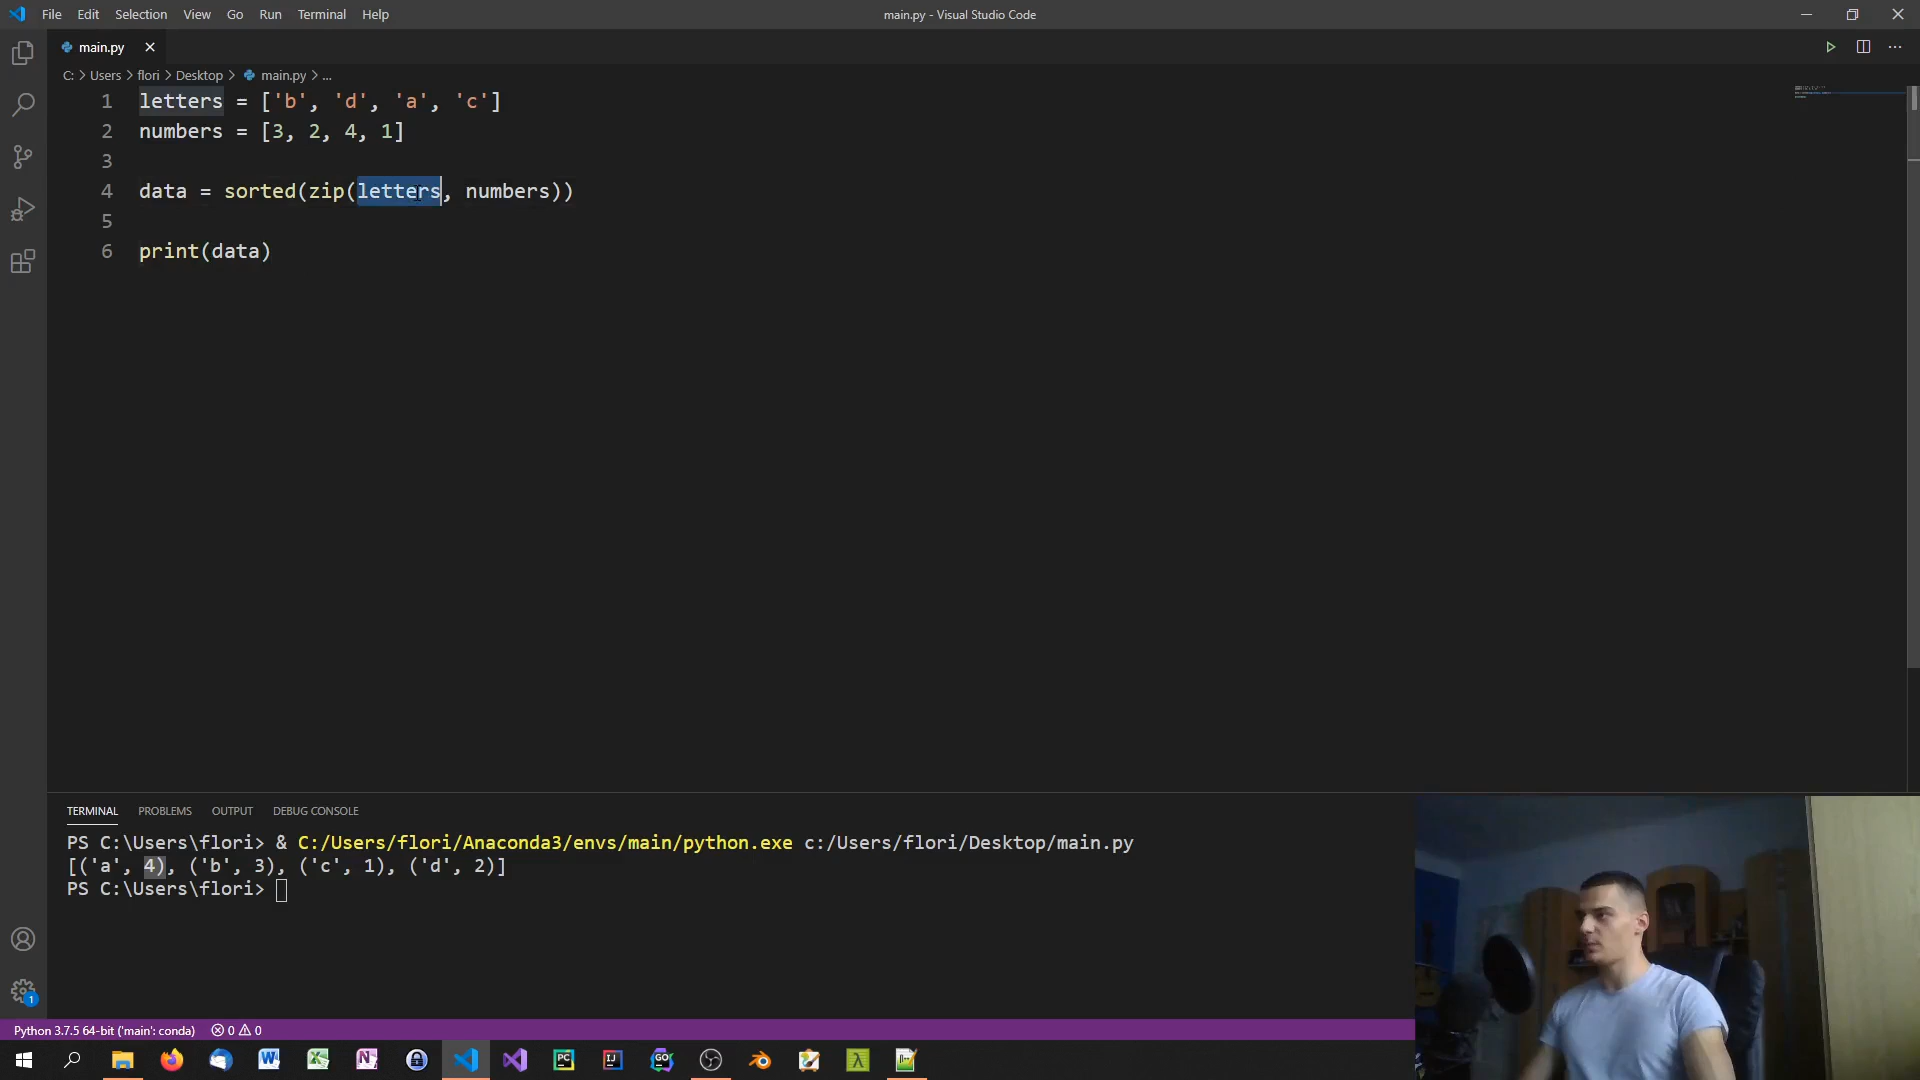 File Edit Selection View Go Run Terminal Help
main.py - Visual Studio Code
main.py
C: > Users > flori > Desktop > main.py > ...
1 letters = ['b', 'd', 'a', 'c']
2 numbers = [3, 2, 4, 1]
3
4 data = sorted(zip(letters, numbers))
5
6 print(data)
TERMINAL PROBLEMS OUTPUT DEBUG CONSOLE
PS C:\Users\flori> & C:/Users/flori/Anaconda3/envs/main/python.exe c:/Users/flori/Desktop/main.py
[('a', 4), ('b', 3), ('c', 1), ('d', 2)]
PS C:\Users\flori>
1
Python 3.7.5 64-bit ('main': conda) 0 0
W X N PC IJ GO λ